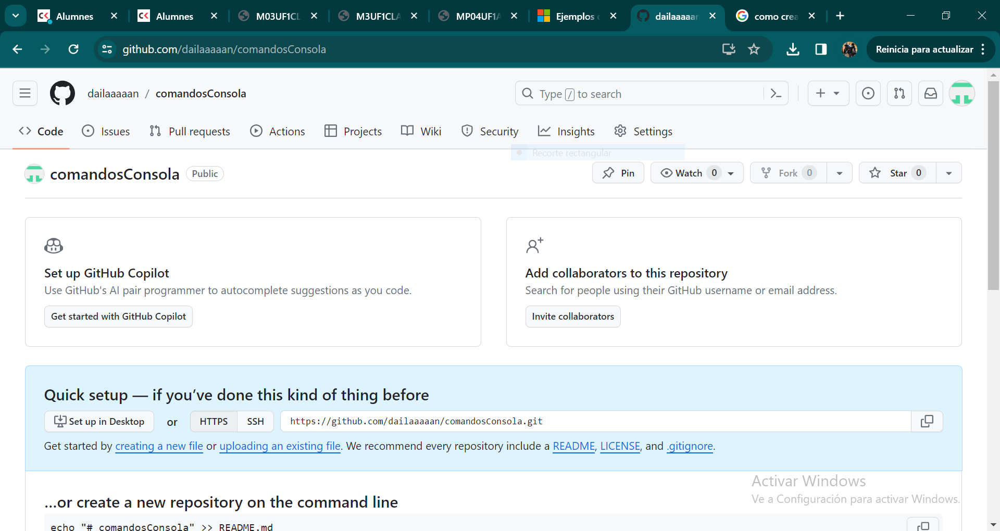 Alumnes
Alumnes
M03UF1CL
M3UF1CLA
MP04UF1A
Ejemplos
dailaaaaan
como crea
github.com/dailaaaaan/comandosConsola
Reinicia para actualizar
dailaaaaan / comandosConsola
Type / to search
Code
Issues
Pull requests
Actions
Projects
Wiki
Security
Insights
Settings
Recorte rectangular
comandosConsola
Public
Pin
Watch 0
Fork 0
Star 0
Set up GitHub Copilot
Use GitHub's AI pair programmer to autocomplete suggestions as you code.
Get started with GitHub Copilot
Add collaborators to this repository
Search for people using their GitHub username or email address.
Invite collaborators
Quick setup — if you’ve done this kind of thing before
Set up in Desktop
or
HTTPS
SSH
https://github.com/dailaaaaan/comandosConsola.git
Get started by creating a new file or uploading an existing file. We recommend every repository include a README, LICENSE, and .gitignore.
…or create a new repository on the command line
echo "# comandosConsola" >> README.md
Activar Windows
Ve a Configuración para activar Windows.